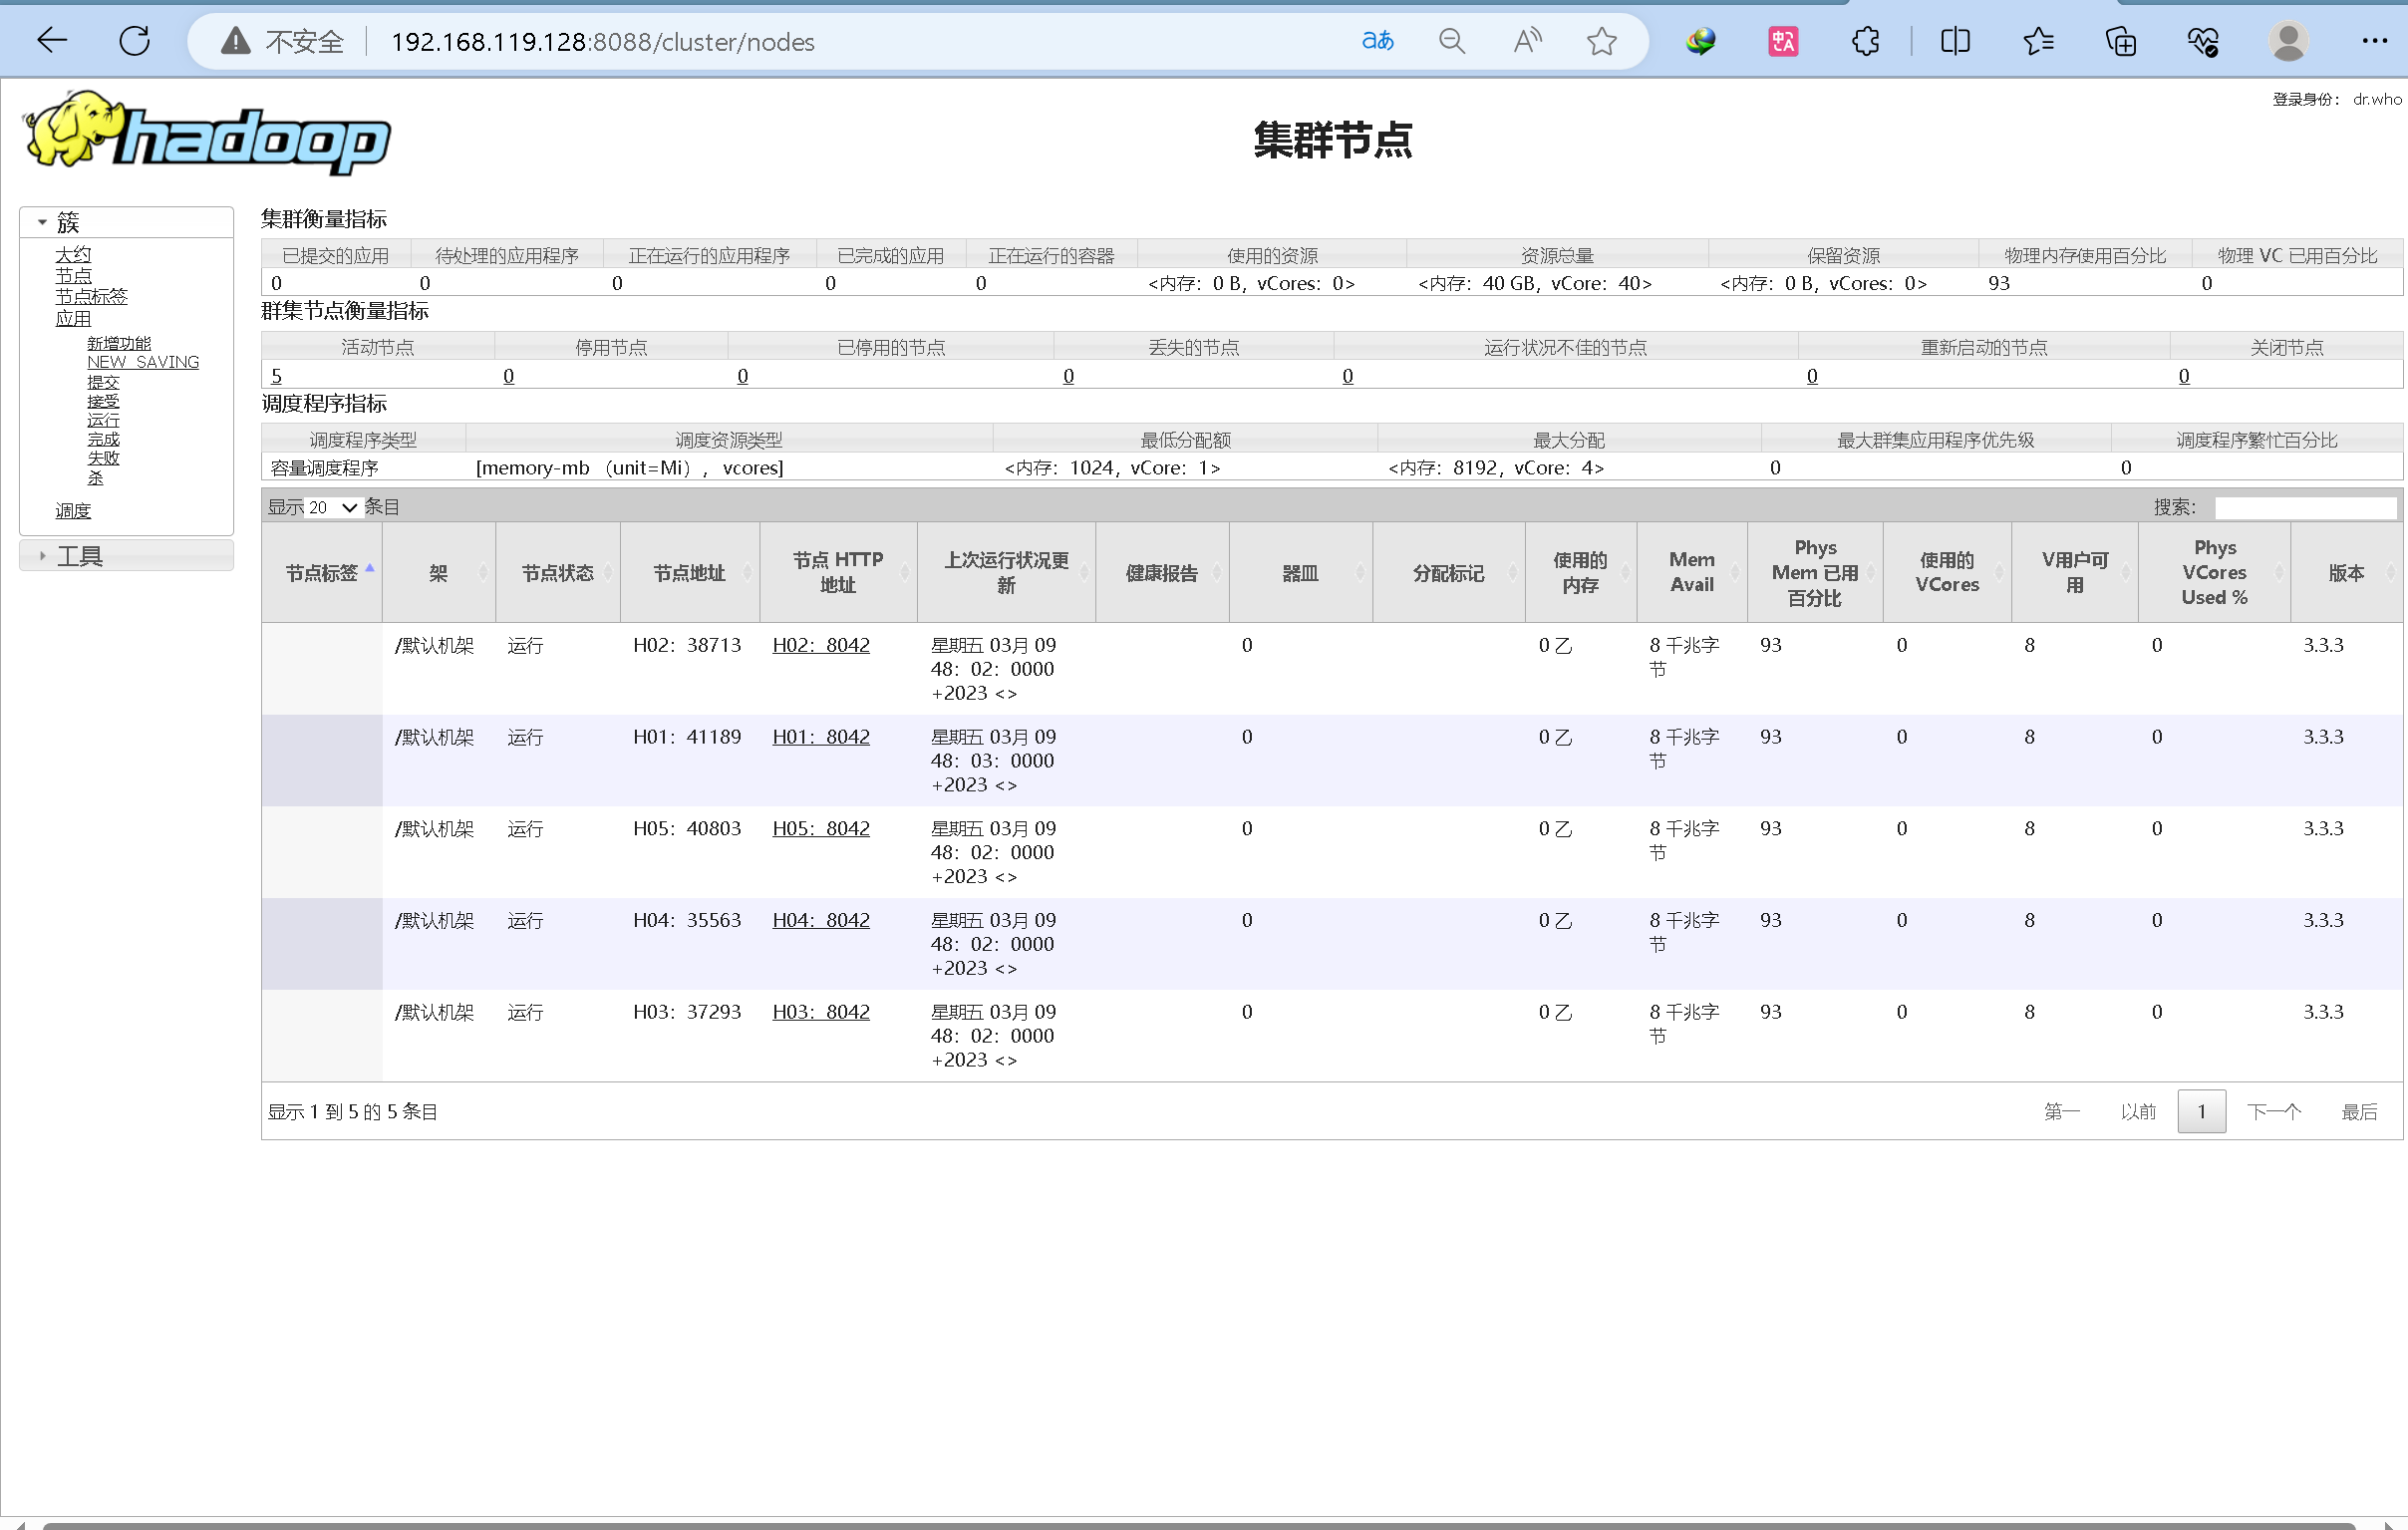 不安全 192.168.119.128:8088/cluster/nodes
登录身份： dr.who
hadoop
集群节点
簇
大约
节点
节点标签
应用
新增功能
NEW_SAVING
提交
接受
运行
完成
失败
杀
调度
工具
集群衡量指标
已提交的应用 待处理的应用程序 正在运行的应用程序 已完成的应用 正在运行的容器 使用的资源 资源总量 保留资源 物理内存使用百分比 物理 VC 已用百分比
0 0 0 0 0 <内存：0 B，vCores：0> <内存：40 GB，vCore：40> <内存：0 B，vCores：0> 93 0
群集节点衡量指标
活动节点 停用节点 已停用的节点 丢失的节点 运行状况不佳的节点 重新启动的节点 关闭节点
5 0 0 0 0 0 0
调度程序指标
调度程序类型 调度资源类型 最低分配额 最大分配 最大群集应用程序优先级 调度程序繁忙百分比
容量调度程序 [memory-mb （unit=Mi），vcores] <内存：1024，vCore：1> <内存：8192，vCore：4> 0 0
显示 20 条目 搜索：
节点标签 架 节点状态 节点地址 节点 HTTP 地址 上次运行状况更新 健康报告 器皿 分配标记 使用的内存 Mem Avail Phys Mem 已用百分比 使用的 VCores V用户可用 Phys VCores Used % 版本
/默认机架 运行 H02：38713 H02：8042 星期五 03月 09 0 0 乙 8 千兆字 93 0 8 0 3.3.3
48：02：0000 节
+2023 <>
/默认机架 运行 H01：41189 H01：8042 星期五 03月 09 0 0 乙 8 千兆字 93 0 8 0 3.3.3
48：03：0000 节
+2023 <>
/默认机架 运行 H05：40803 H05：8042 星期五 03月 09 0 0 乙 8 千兆字 93 0 8 0 3.3.3
48：02：0000 节
+2023 <>
/默认机架 运行 H04：35563 H04：8042 星期五 03月 09 0 0 乙 8 千兆字 93 0 8 0 3.3.3
48：02：0000 节
+2023 <>
/默认机架 运行 H03：37293 H03：8042 星期五 03月 09 0 0 乙 8 千兆字 93 0 8 0 3.3.3
48：02：0000 节
+2023 <>
显示 1 到 5 的 5 条目 第一 以前 1 下一个 最后